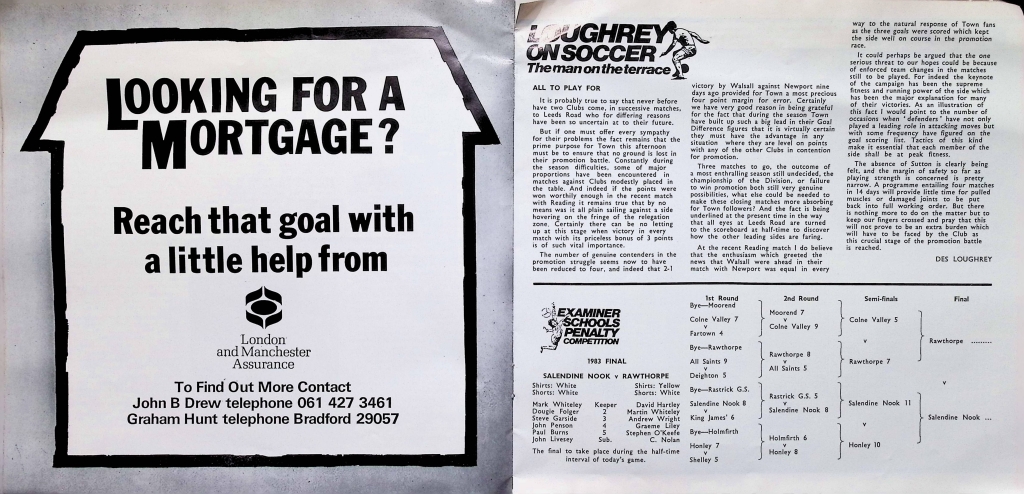 LOOKING FOR A
MORTGAGE?
Reach that goal with
a little help from
London
and Manchester
Assurance
To Find Out More Contact
John B Drew telephone 061 427 3461
Graham Hunt telephone Bradford 29057
LOUGHREY
ON SOCCER
The man on the terrace
ALL TO PLAY FOR
It is probably true to say that never before
have two Clubs come, in successive matches,
to Leeds Road who for differing reasons
have been so uncertain as to their future.
But if one must offer every sympathy
for their problems the fact remains that the
prime purpose for Town this afternoon
must be to ensure that no ground is lost in
their promotion battle. Constantly during
the season difficulties, some of major
proportions have been encountered in
matches against Clubs modestly placed in
the table. And indeed if the points were
won worthily enough in the recent match
with Reading it remains true that by no
means was it all plain sailing against a side
hovering on the fringe of the relegation
zone. Certainly there can be no letting
up at this stage when victory in every
match with its priceless bonus of 3 points
is of such vital importance.
The number of genuine contenders in the
promotion struggle seems now to have
been reduced to four, and indeed that 2-1
victory by Walsall against Newport nine
days ago provided for Town a most precious
four point margin for error. Certainly
we have very good reason in being grateful
for the fact that during the season Town
have built up such a big lead in their Goal
Difference figures that it is virtually certain
they must have the advantage in any
situation where they are level on points
with any of the other Clubs in contention
for promotion.
Three matches to go, the outcome of
a most enthralling season still undecided, the
championship of the Division, or failure
to win promotion both still very genuine
possibilities, what else could be needed to
make these closing matches more absorbing
for Town followers? And the fact is being
underlined at the present time in the way
that all eyes at Leeds Road are turned
to the scoreboard at half-time to discover
how the other leading sides are faring.
At the recent Reading match I do believe
that the enthusiasm which greeted the
news that Walsall were ahead in their
match with Newport was equal in every
way to the natural response of Town fans
as the three goals were scored which kept
the side well on course in the promotion
race.
It could perhaps be argued that the one
serious threat to our hopes could be because
of enforced team changes in the matches
still to be played. For indeed the keynote
of the campaign has been the supreme
fitness and running power of the side which
has been the major explanation for many
of their victories. As an illustration of
this fact I would point to the number of
occasions when 'defenders' have not only
played a leading role in attacking moves but
with some frequency have figured on the
goal scoring list. Tactics of this kind
make it essential that each member of the
side shall be at peak fitness.
The absence of Sutton is clearly being
felt, and the margin of safety so far as
playing strength is concerned is pretty
narrow. A programme entailing four matches
in 14 days will provide little time for pulled
muscles or damaged joints to be put
back into full working order. But there
is nothing more to do on the matter but to
keep our fingers crossed and pray that this
will not prove to be an extra burden which
will have to be faced by the Club as
this crucial stage of the promotion battle
is reached.
DES LOUGHREY
EXAMINER
SCHOOLS
PENALTY
COMPETITION
1983 FINAL
SALENDINE NOOK v RAWTHORPE
Shirts: White Shirts: Yellow
Shorts: White Shorts: White
Mark Whiteley Keeper David Hartley
Dougie Folger 2 Martin Whiteley
Steve Garside 3 Andrew Wright
John Penson 4 Graeme Liley
Paul Burns 5 Stephen O'Keefe
John Livesey Sub. C. Nolan
The final to take place during the half-time
interval of today's game.
1st Round
Bye—Moorend
Colne Valley 7
v
Fartown 4
Bye—Rawthorpe
All Saints 9
v
Deighton 5
Bye—Rastrick G.S.
Salendine Nook 8
v
King James' 6
Bye—Holmfirth
Honley 7
v
Shelley 5
2nd Round
Moorend 7
v
Colne Valley 9
Rawthorpe 8
v
All Saints 5
Rastrick G.S. 5
v
Salendine Nook 8
Holmfirth 6
v
Honley 8
Semi-finals
Colne Valley 5
v
Rawthorpe 7
Salendine Nook 11
v
Honley 10
Final
Rawthorpe ..........
v
Salendine Nook ...